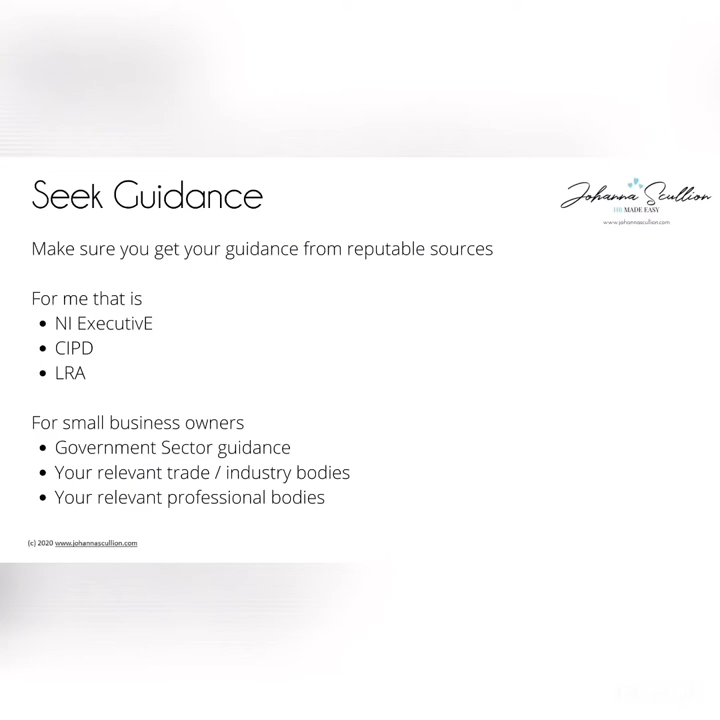 Seek Guidance
Johanna Scullion
HR MADE EASY
www.johannascullion.com
Make sure you get your guidance from reputable sources
For me that is
• NI ExecutivE
• CIPD
• LRA
For small business owners
• Government Sector guidance
• Your relevant trade / industry bodies
• Your relevant professional bodies
(c) 2020 www.johannascullion.com